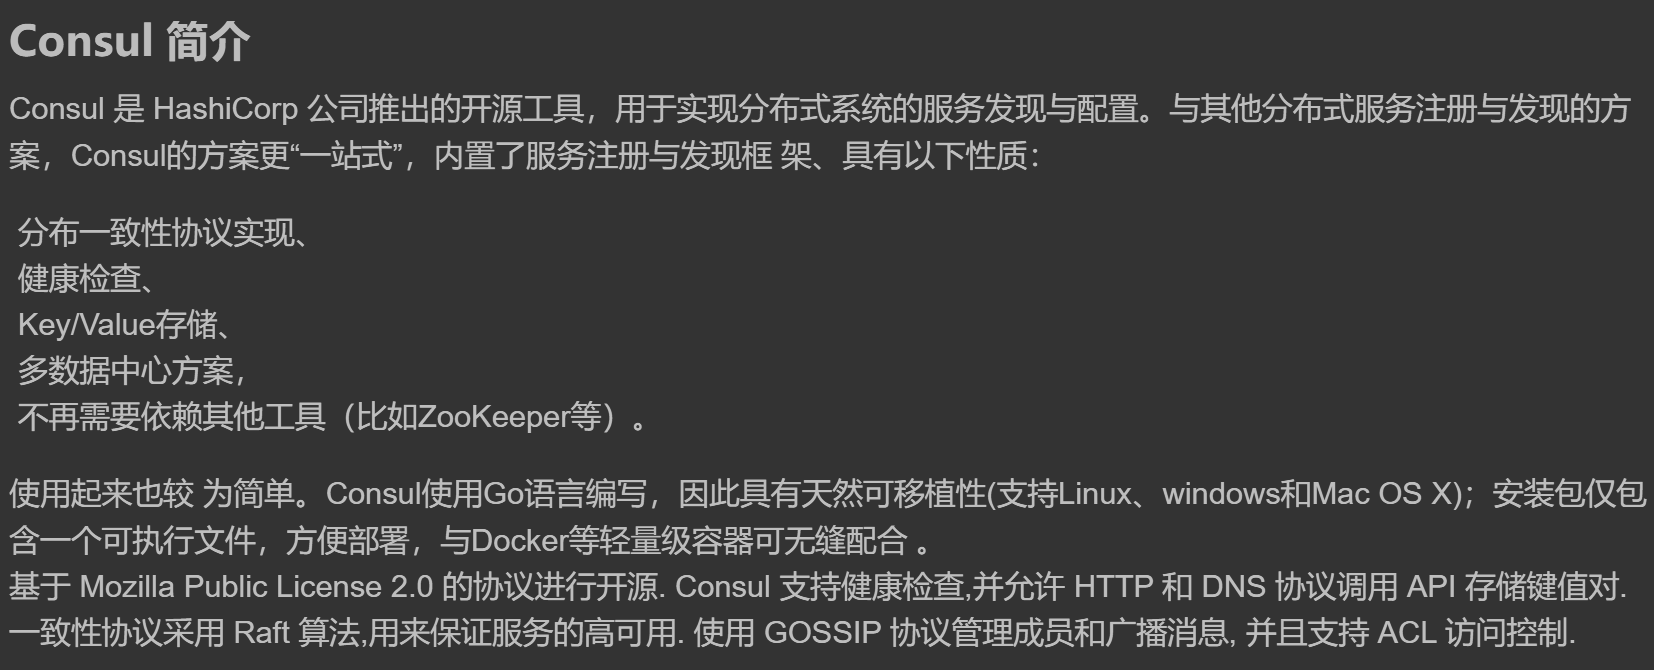 Consul 简介
Consul 是 HashiCorp 公司推出的开源工具，用于实现分布式系统的服务发现与配置。与其他分布式服务注册与发现的方
案，Consul的方案更“一站式”，内置了服务注册与发现框 架、具有以下性质：
分布一致性协议实现、
健康检查、
Key/Value存储、
多数据中心方案，
不再需要依赖其他工具（比如ZooKeeper等）。
使用起来也较 为简单。Consul使用Go语言编写，因此具有天然可移植性(支持Linux、windows和Mac OS X)；安装包仅包
含一个可执行文件，方便部署，与Docker等轻量级容器可无缝配合 。
基于 Mozilla Public License 2.0 的协议进行开源. Consul 支持健康检查,并允许 HTTP 和 DNS 协议调用 API 存储键值对.
一致性协议采用 Raft 算法,用来保证服务的高可用. 使用 GOSSIP 协议管理成员和广播消息, 并且支持 ACL 访问控制.